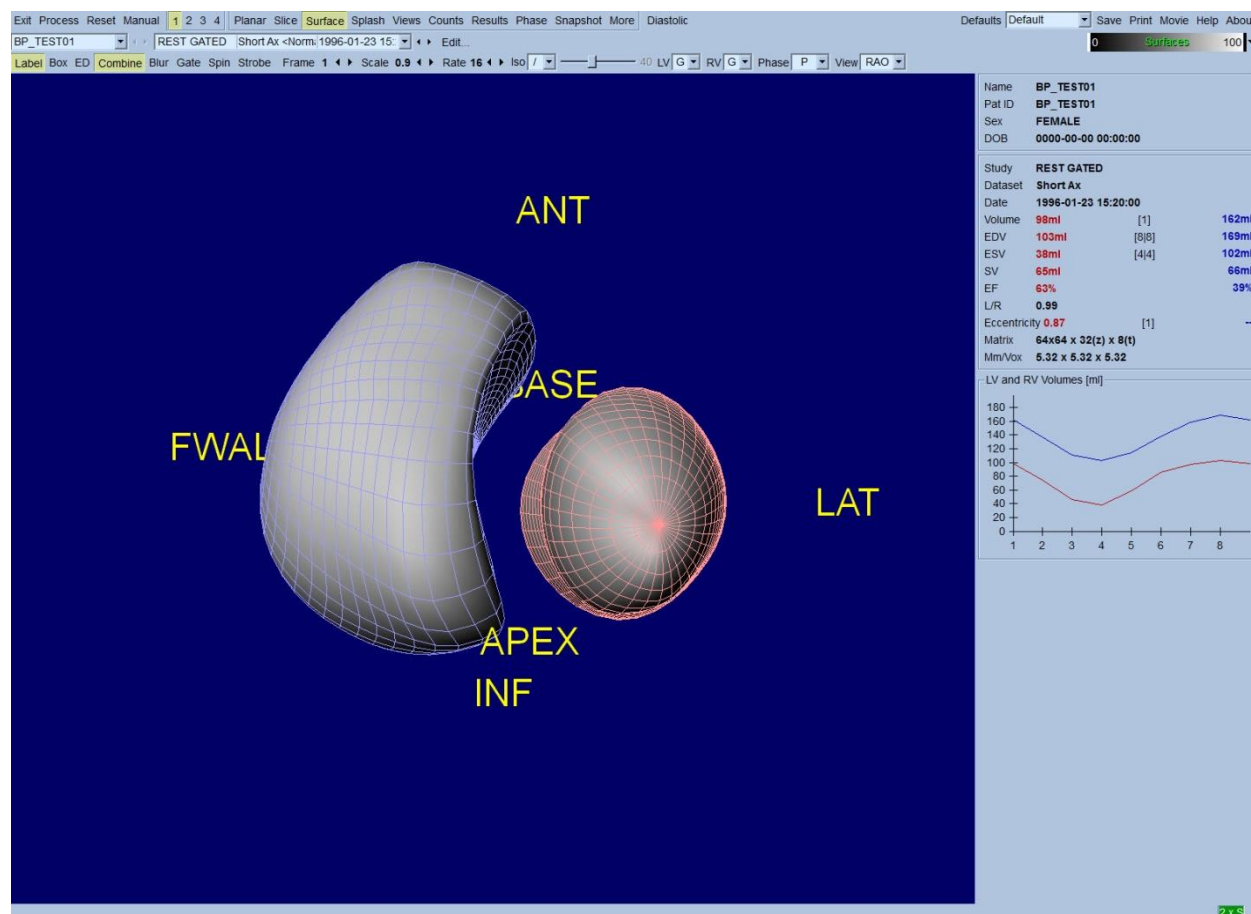 Exit Process Reset Manual 1 2 3 4 Planar Slice Surface Splash Views Counts Results Phase Snapshot More Diastolic Defaults Default Save Print Movie Help Abou
BP_TEST01 REST GATED Short Ax <Norm: 1996-01-23 15: Edit... 0 Surfaces 100
Label Box ED Combine Blur Gate Spin Strobe Frame 1 Scale 0.9 Rate 16 Iso / 40 LV G RV G Phase P View RAO
ANT
BASE
FWAL
LAT
APEX
INF
Name BP_TEST01
Pat ID BP_TEST01
Sex FEMALE
DOB 0000-00-00 00:00:00
Study REST GATED
Dataset Short Ax
Date 1996-01-23 15:20:00
Volume 98ml [1] 162ml
EDV 103ml [8|8] 169ml
ESV 38ml [4|4] 102ml
SV 65ml 66ml
EF 63% 39%
L/R 0.99
Eccentricity 0.87 [1] --
Matrix 64x64 x 32(z) x 8(t)
Mm/Vox 5.32 x 5.32 x 5.32
LV and RV Volumes [ml]
180
160
140
120
100
80
60
40
20
0
1 2 3 4 5 6 7 8
2 x S